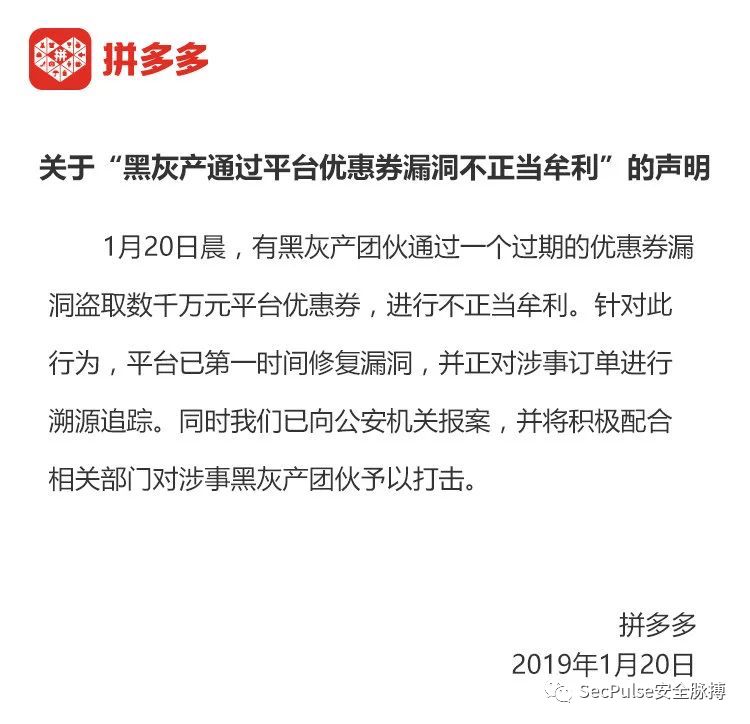 拼
拼多多
关于“黑灰产通过平台优惠券漏洞不正当牟利”的声明
1月20日晨，有黑灰产团伙通过一个过期的优惠券漏
洞盗取数千万元平台优惠券，进行不正当牟利。针对此
行为，平台已第一时间修复漏洞，并正对涉事订单进行
溯源追踪。同时我们已向公安机关报案，并将积极配合
相关部门对涉事黑灰产团伙予以打击。
拼多多
2019年1月20日
SecPulse安全脉搏